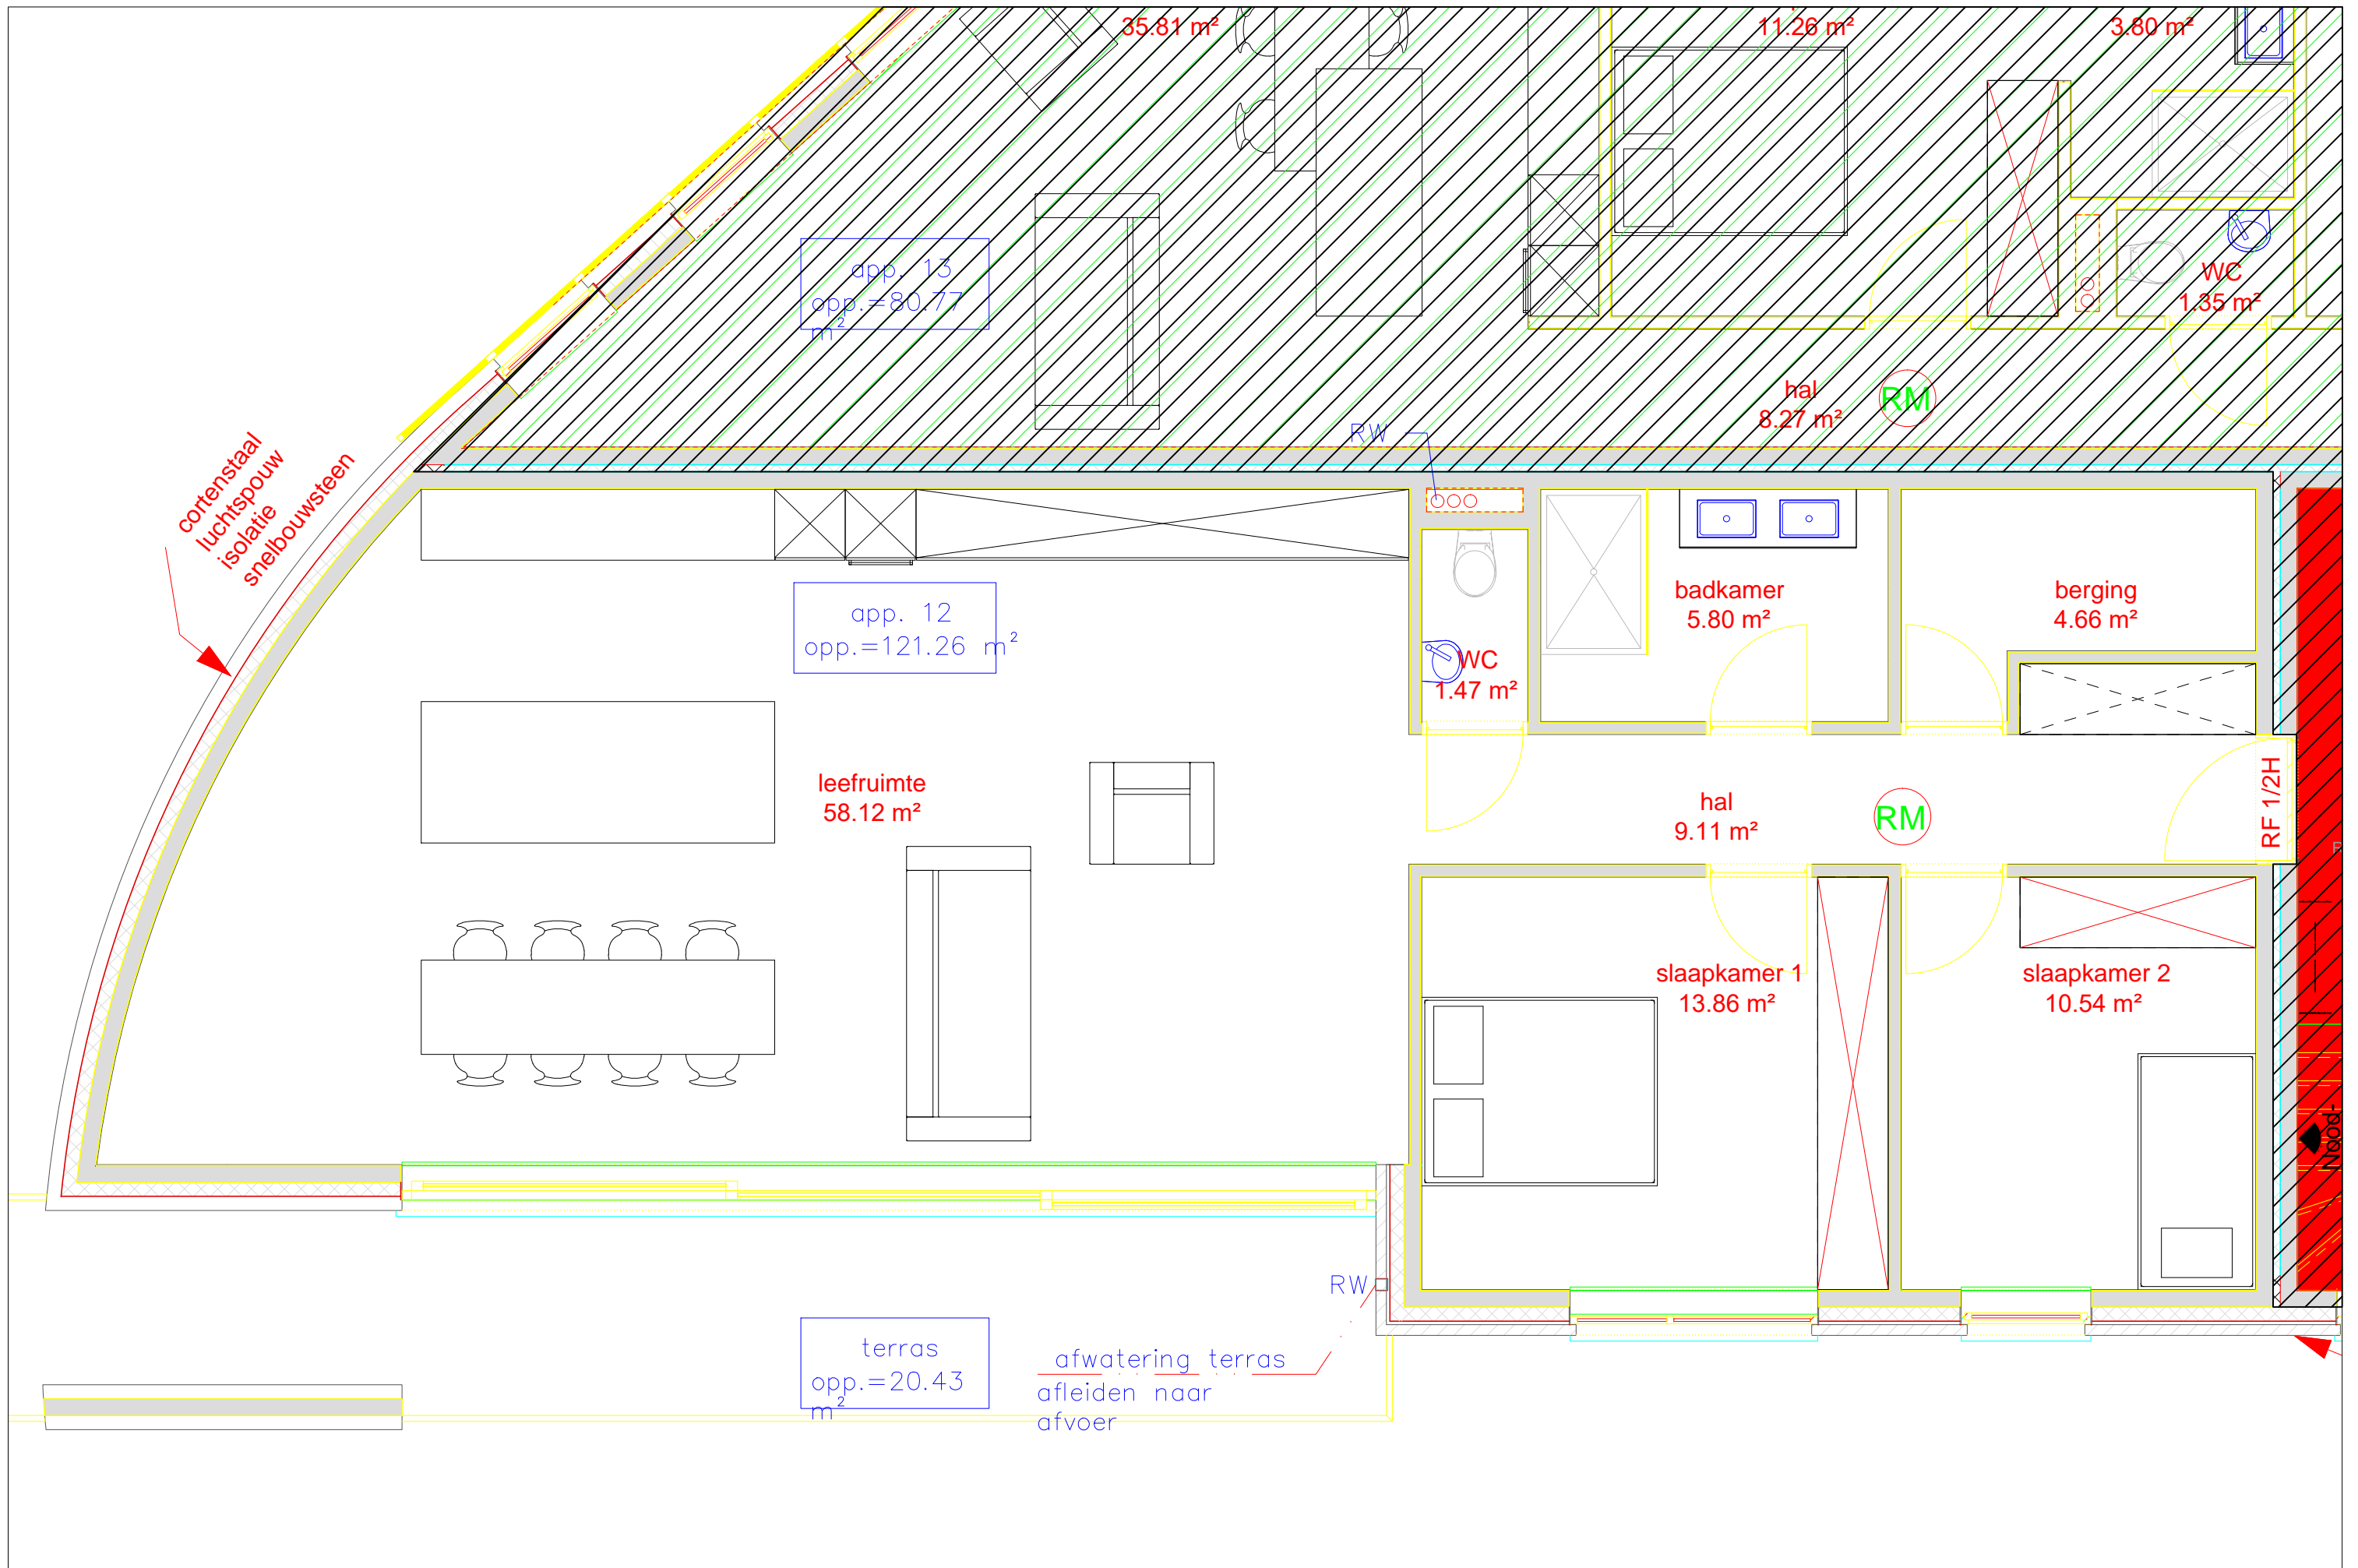 35.81 m²
11.26 m²
3.80 m²
app. 13
opp.=80.77
m²
WC
1.35 m²
hal
8.27 m²
RM
RW
cortenstaal
luchtspouw
isolatie
snelbouwsteen
app. 12
opp.=121.26 m²
badkamer
5.80 m²
berging
4.66 m²
WC
1.47 m²
leefruimte
58.12 m²
hal
9.11 m²
RM
RF 1/2H
slaapkamer 1
13.86 m²
slaapkamer 2
10.54 m²
Nood-
RW
terras
opp.=20.43
m²
afwatering terras
afleiden naar
afvoer